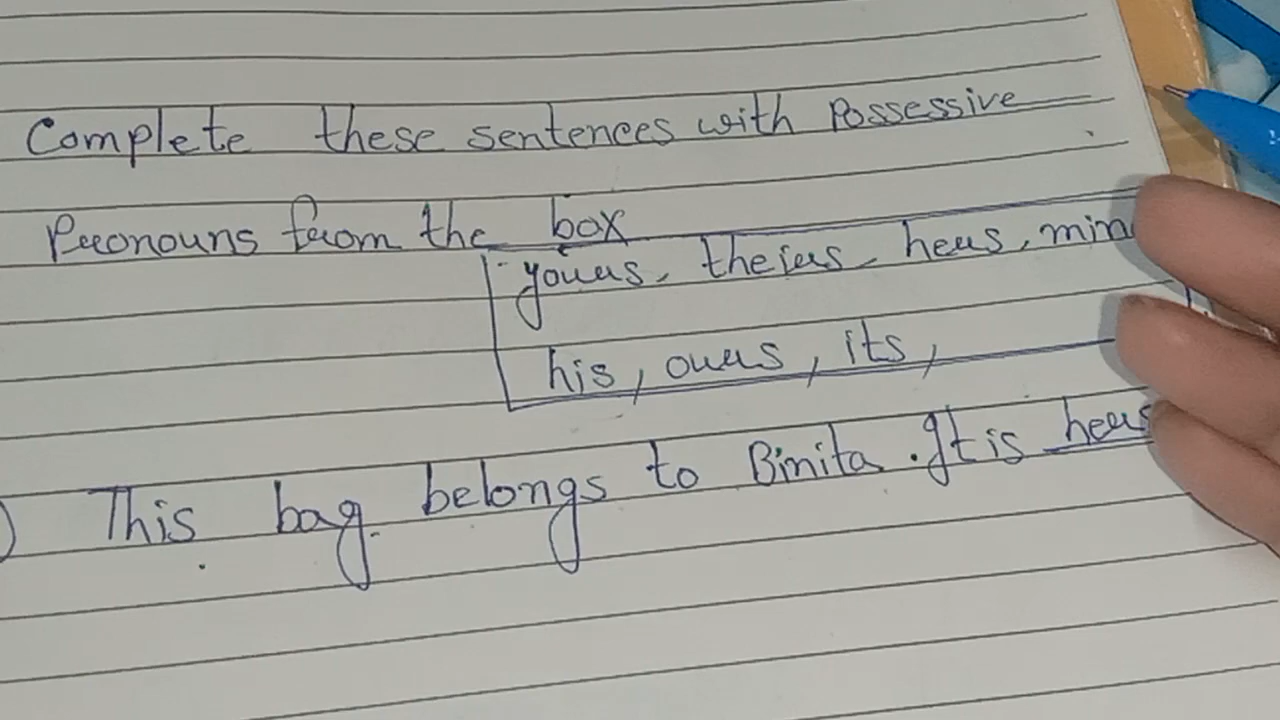 Complete these sentences with Possessive
Pronouns from the box
yours, theirs, hers, min
his, ours, its,
) This bag belongs to Binita. It is hers